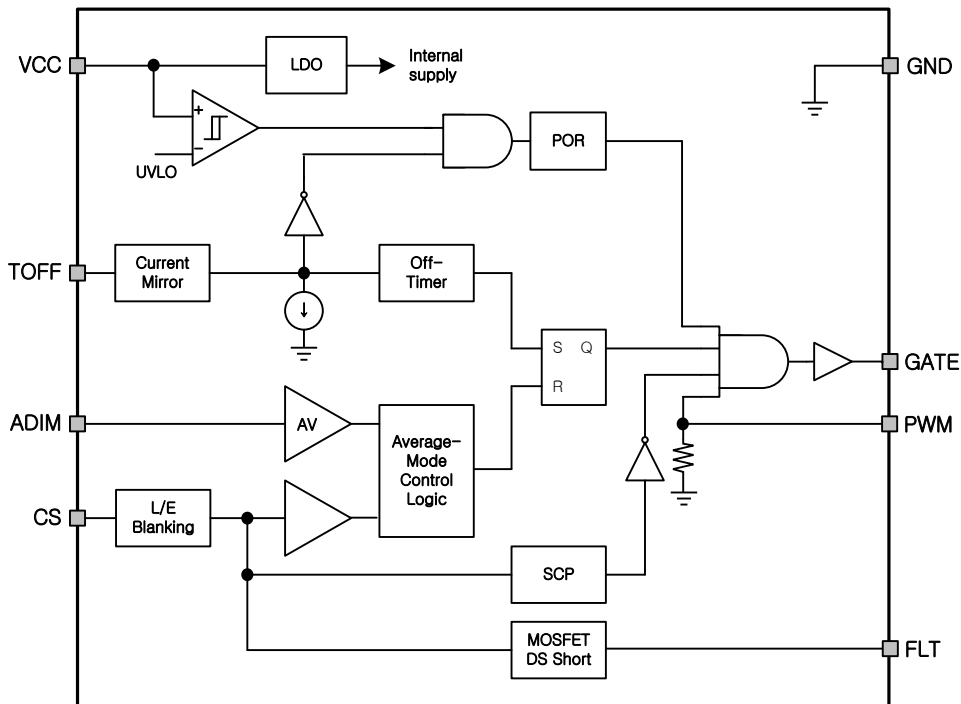 VCC
LDO
Internal
supply
GND
+
−
UVLO
POR
TOFF
Current
Mirror
Off-
Timer
S Q
R
GATE
ADIM
AV
Average-
Mode
Control
Logic
PWM
CS
L/E
Blanking
SCP
MOSFET
DS Short
FLT